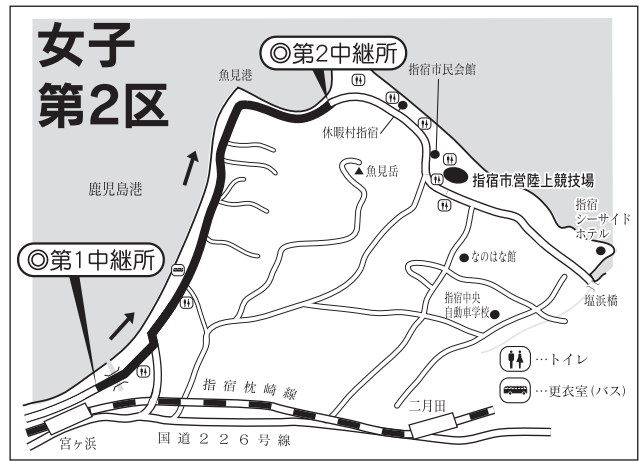 女子
第2区
◎第2中継所
魚見港
指宿市民会館
休暇村指宿
▲魚見岳
指宿市営陸上競技場
鹿児島港
指宿
シーサイド
ホテル
◎第1中継所
なのはな館
指宿中央
自動車学校
塩浜橋
…トイレ
…更衣室(バス)
指宿枕崎線
二月田
宮ヶ浜
国道226号線